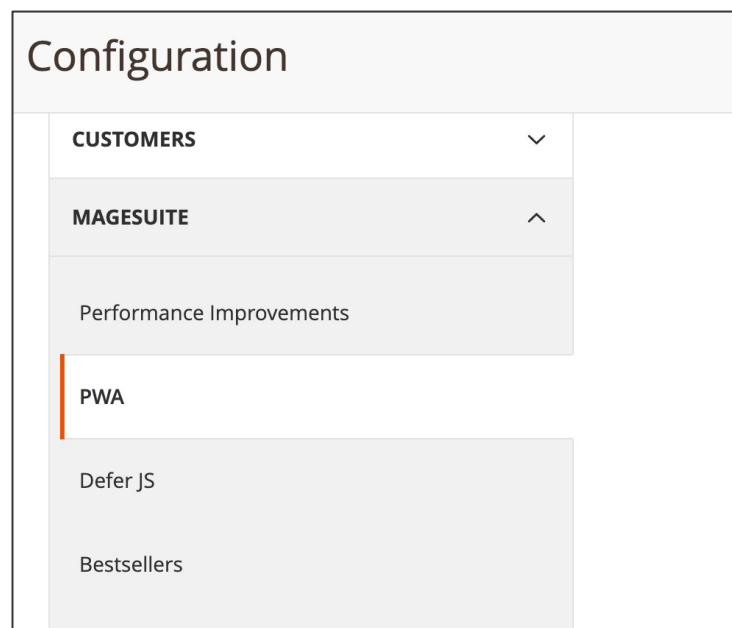 Configuration
CUSTOMERS
MAGESUITE
Performance Improvements
PWA
Defer JS
Bestsellers